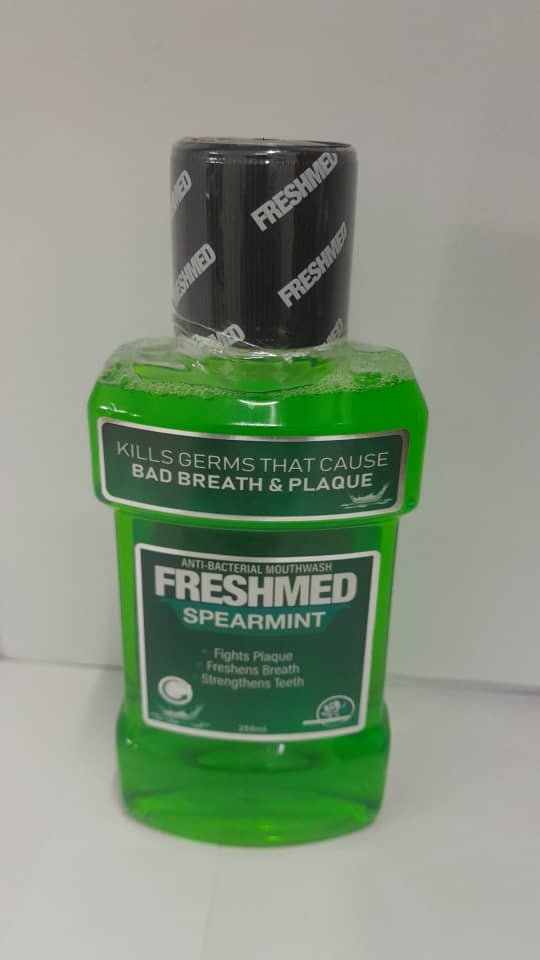 FRESHMED
FRESHMED
FRESHMED
KILLS GERMS THAT CAUSE
BAD BREATH & PLAQUE
ANTI-BACTERIAL MOUTHWASH
FRESHMED
SPEARMINT
Fights Plaque
Freshens Breath
Strengthens Teeth
250ml